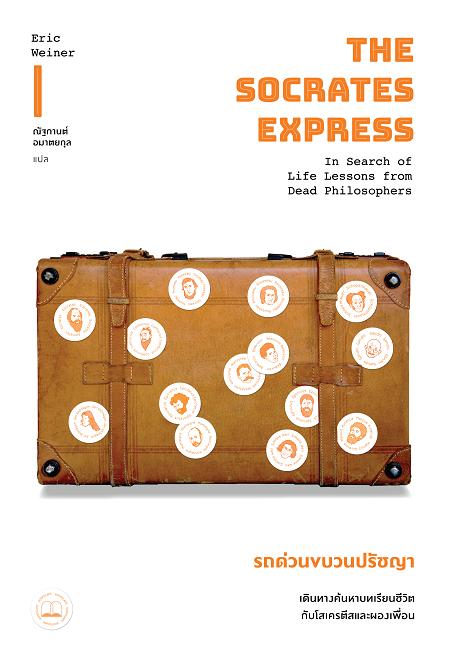 Eric
Weiner
ณัฐกานต์
อมาตยกุล
แปล
THE
SOCRATES
EXPRESS
In Search of
Life Lessons from
Dead Philosophers
รถด่วนขบวนปรัชญา
เดินทางค้นหาบทเรียนชีวิต
กับโสเครตีสและผองเพื่อน